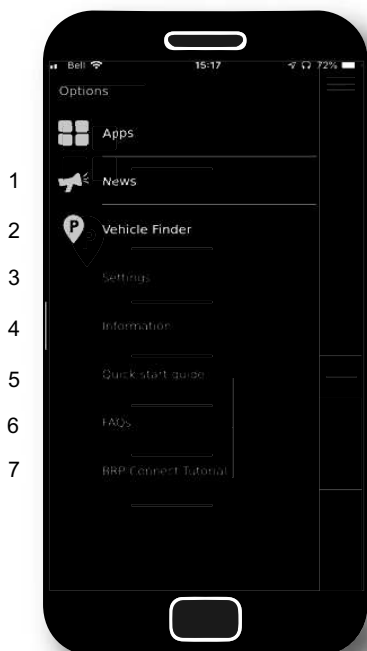 Bell 15:17 72%
Options
Apps
1 News
2 P Vehicle Finder
3 Settings
4 Information
5 Quick start guide
6 FAQs
7 BRP Connect Tutorial